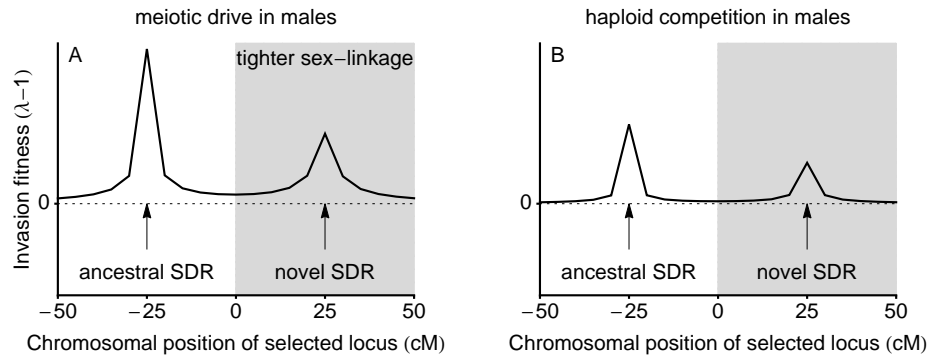 meiotic drive in males
A
tighter sex−linkage
Invasion fitness (λ−1)
0
ancestral SDR
novel SDR
−50
−25
0
25
50
Chromosomal position of selected locus (cM)
haploid competition in males
B
0
ancestral SDR
novel SDR
−50
−25
0
25
50
Chromosomal position of selected locus (cM)